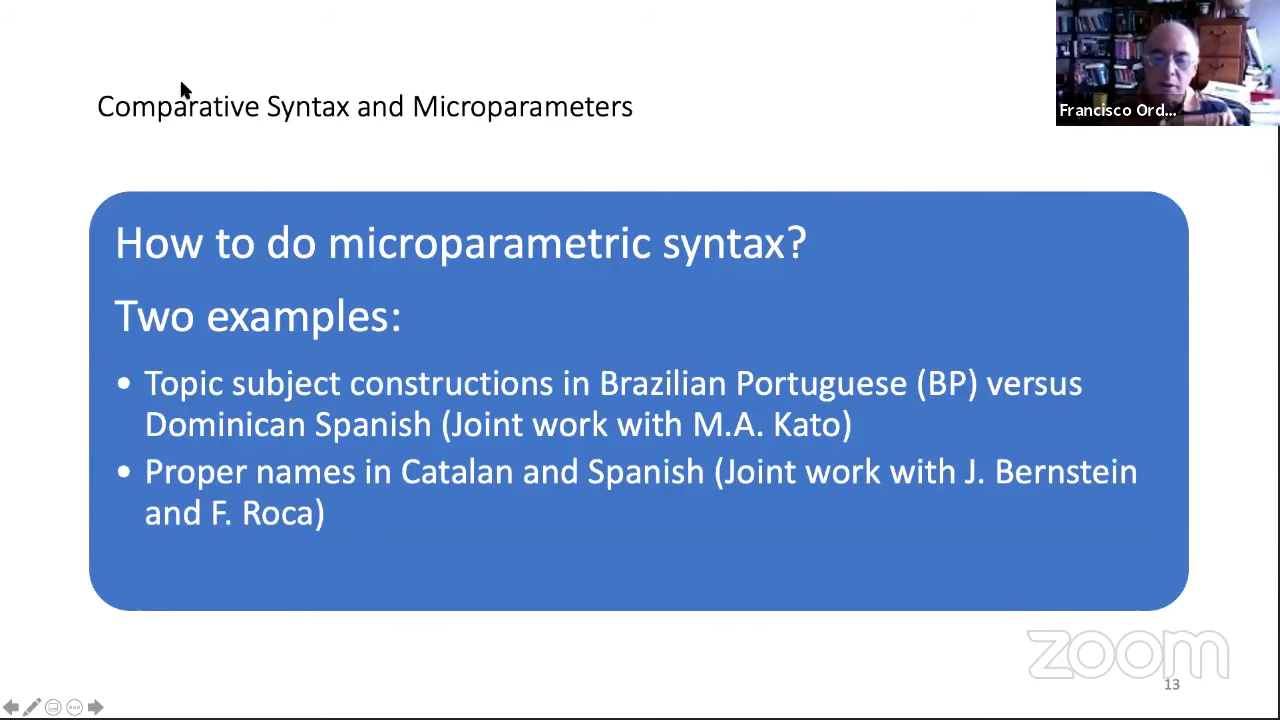 Comparative Syntax and Microparameters
Francisco Ord...
How to do microparametric syntax?
Two examples:
• Topic subject constructions in Brazilian Portuguese (BP) versus
Dominican Spanish (Joint work with M.A. Kato)
• Proper names in Catalan and Spanish (Joint work with J. Bernstein
and F. Roca)
zoom
13